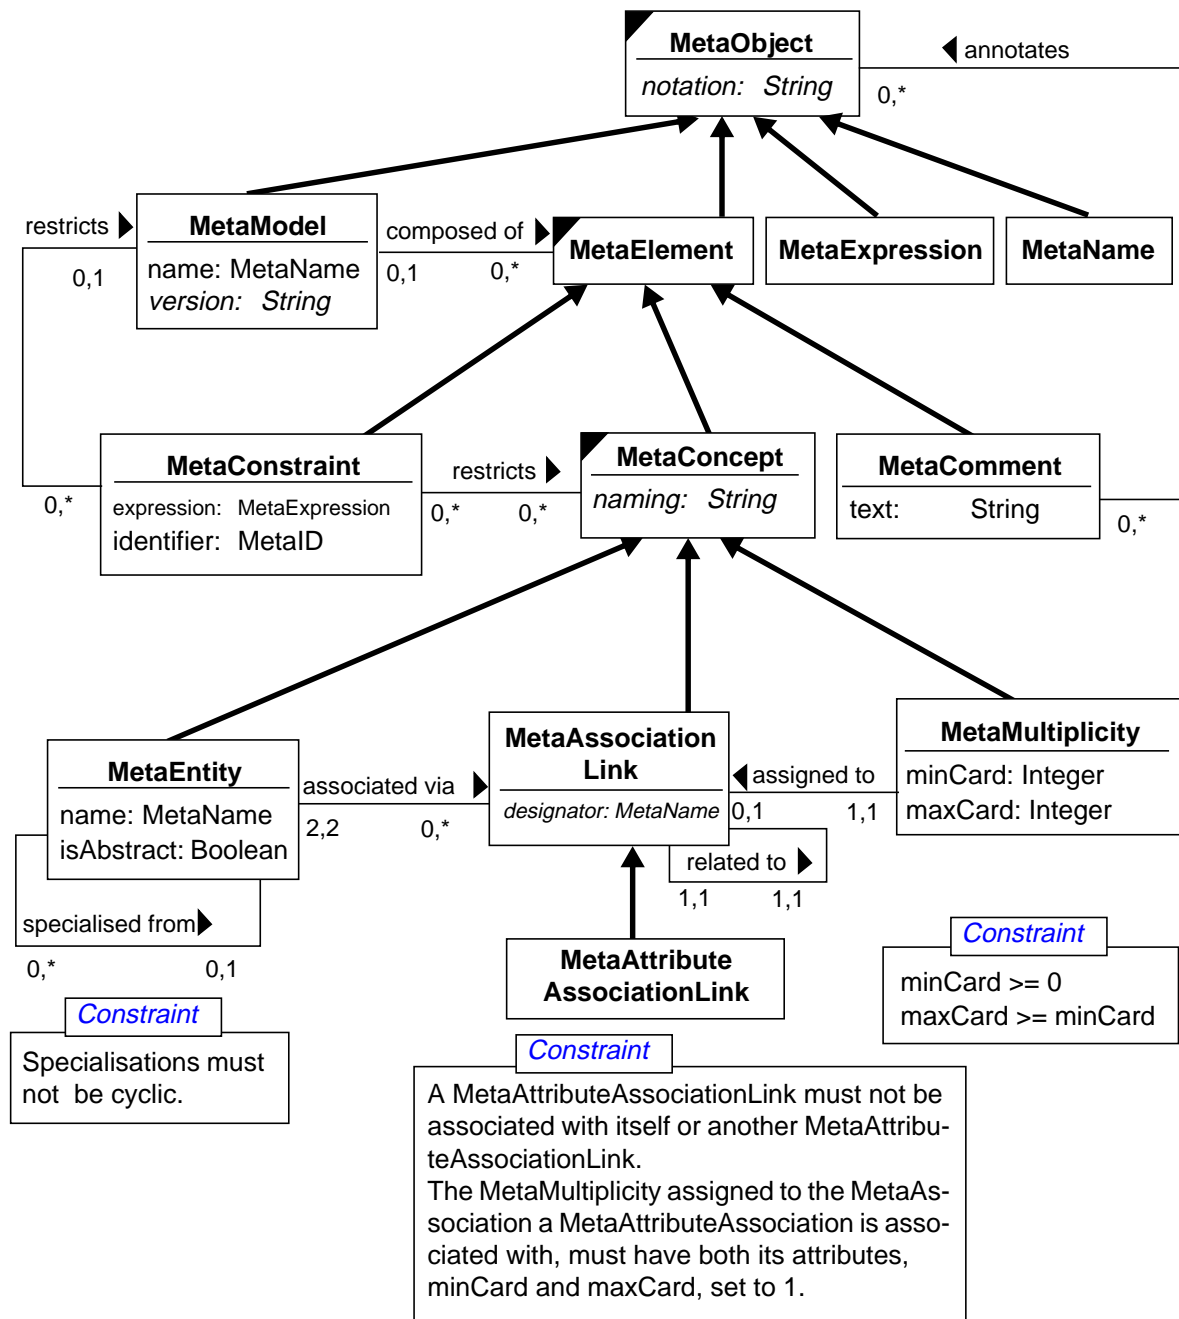 MetaObject
notation: String
annotates
0,*
restricts
0,1
MetaModel
name: MetaName
version: String
composed of
0,1
0,*
MetaElement
MetaExpression
MetaName
MetaConstraint
expression: MetaExpression
identifier: MetaID
0,*
restricts
0,*
0,*
MetaConcept
naming: String
MetaComment
text: String
0,*
MetaEntity
name: MetaName
isAbstract: Boolean
associated via
2,2
0,*
MetaAssociation
Link
designator: MetaName
assigned to
0,1
1,1
MetaMultiplicity
minCard: Integer
maxCard: Integer
related to
1,1
1,1
specialised from
0,*
0,1
MetaAttribute
AssociationLink
Constraint
minCard >= 0
maxCard >= minCard
Constraint
Specialisations must
not be cyclic.
Constraint
A MetaAttributeAssociationLink must not be
associated with itself or another MetaAttribu-
teAssociationLink.
The MetaMultiplicity assigned to the MetaAs-
sociation a MetaAttributeAssociation is asso-
ciated with, must have both its attributes,
minCard and maxCard, set to 1.